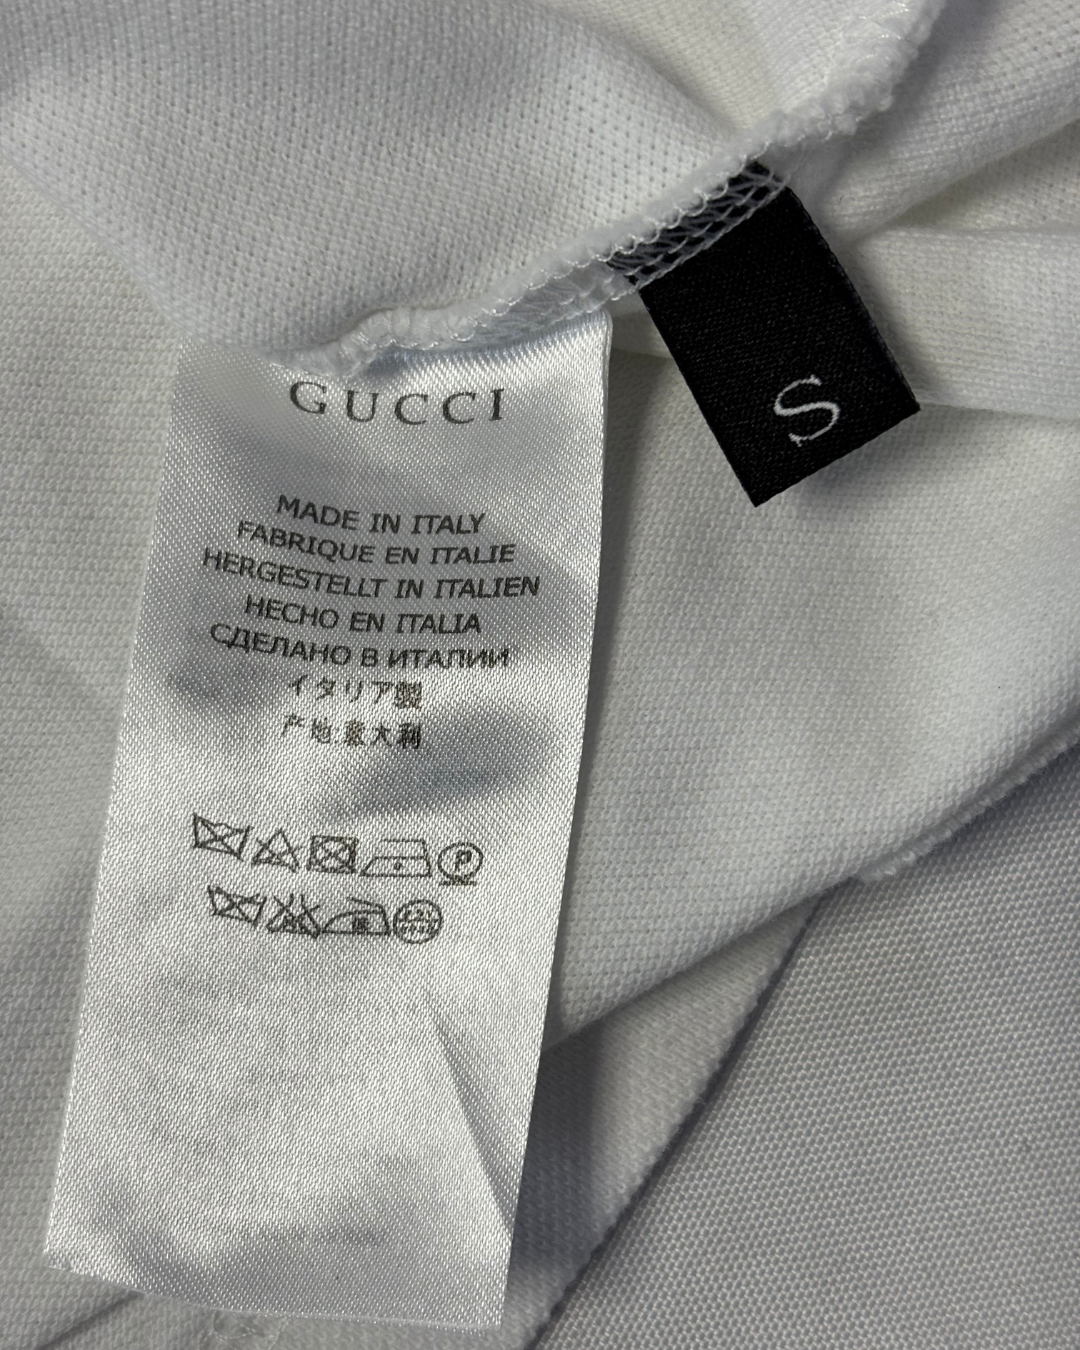 GUCCI
MADE IN ITALY
FABRIQUE EN ITALIE
HERGESTELLT IN ITALIEN
HECHO EN ITALIA
СДЕЛАНО В ИТАЛИИ
イタリア製
产地:意大利
P
S